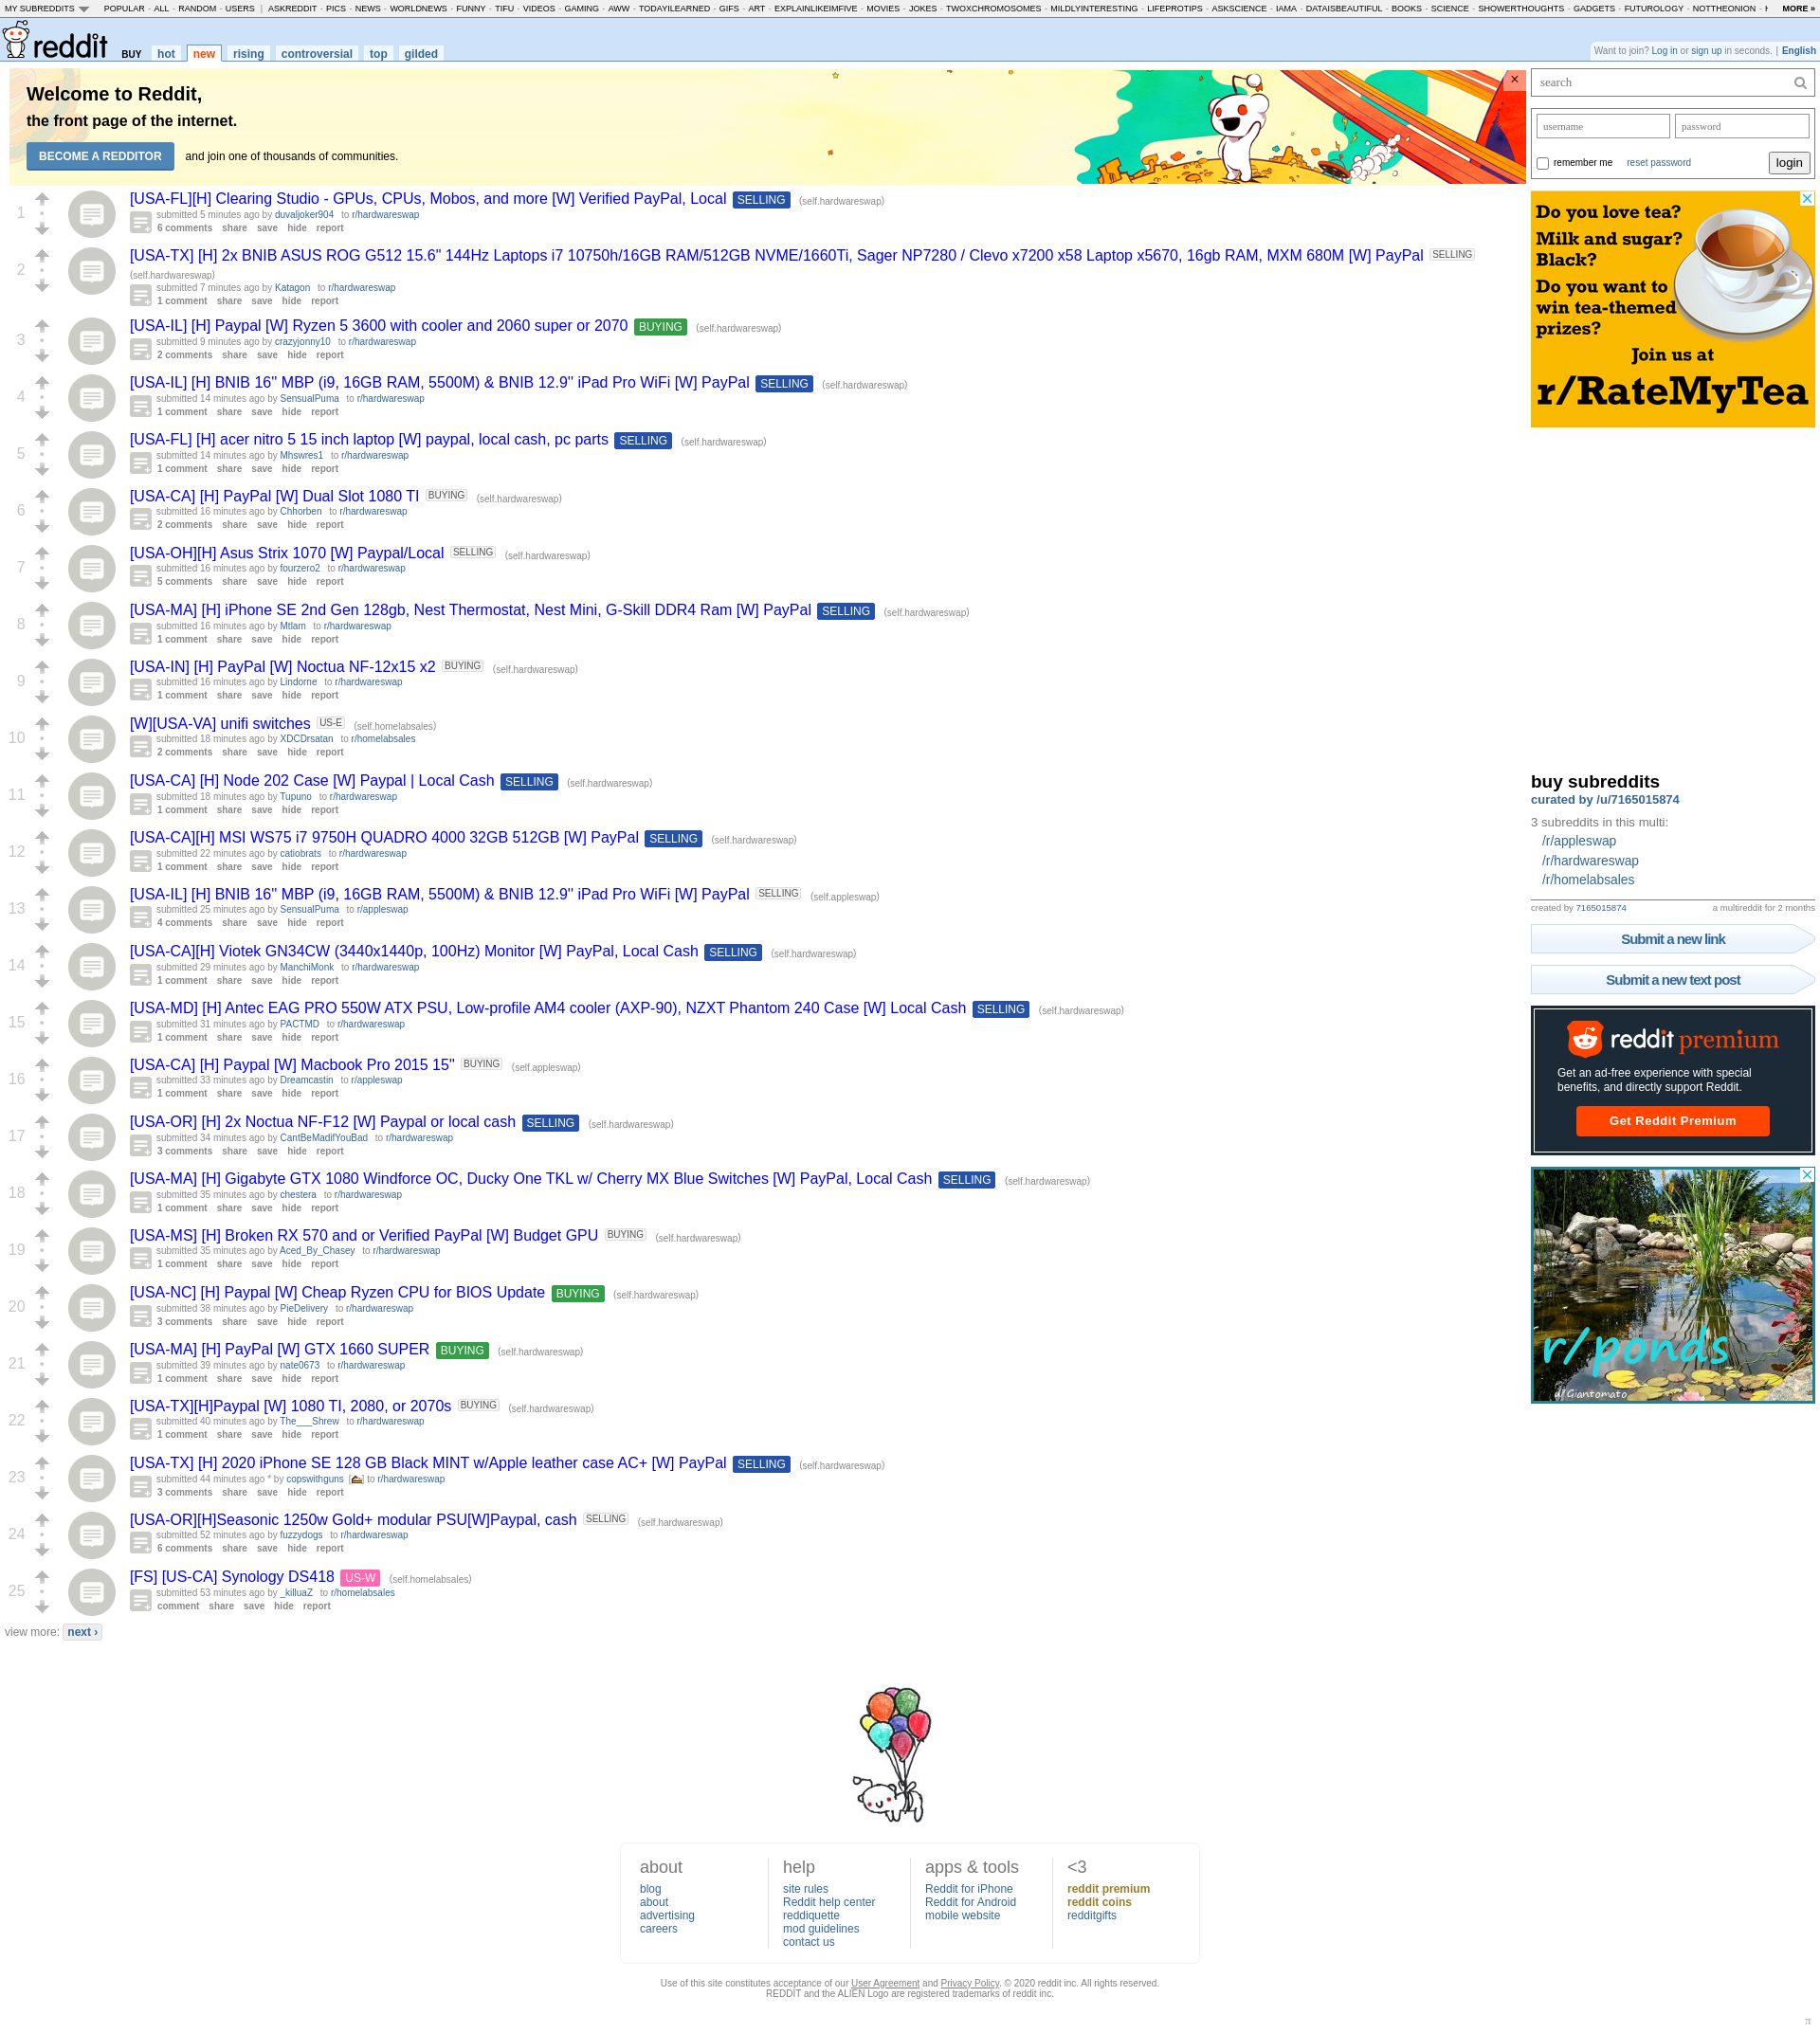 MY SUBREDDITS POPULAR - ALL - RANDOM - USERS | ASKREDDIT - PICS - NEWS - WORLDNEWS - FUNNY - TIFU - VIDEOS - GAMING - AWW - TODAYILEARNED - GIFS - ART - EXPLAINLIKEIMFIVE - MOVIES - JOKES - TWOXCHROMOSOMES - MILDLYINTERESTING - LIFEPROTIPS - ASKSCIENCE - IAMA - DATAISBEAUTIFUL - BOOKS - SCIENCE - SHOWERTHOUGHTS - GADGETS - FUTUROLOGY - NOTTHEONION - MORE »
reddit BUY hot new rising controversial top gilded
Want to join? Log in or sign up in seconds. | English
Welcome to Reddit,
the front page of the internet.
BECOME A REDDITOR and join one of thousands of communities.
×
1
[USA-FL][H] Clearing Studio - GPUs, CPUs, Mobos, and more [W] Verified PayPal, Local SELLING (self.hardwareswap)
submitted 5 minutes ago by duvaljoker904 to r/hardwareswap
6 comments share save hide report
2
[USA-TX] [H] 2x BNIB ASUS ROG G512 15.6" 144Hz Laptops i7 10750h/16GB RAM/512GB NVME/1660Ti, Sager NP7280 / Clevo x7200 x58 Laptop x5670, 16gb RAM, MXM 680M [W] PayPal SELLING
(self.hardwareswap)
submitted 7 minutes ago by Katagon to r/hardwareswap
1 comment share save hide report
3
[USA-IL] [H] Paypal [W] Ryzen 5 3600 with cooler and 2060 super or 2070 BUYING (self.hardwareswap)
submitted 9 minutes ago by crazyjonny10 to r/hardwareswap
2 comments share save hide report
4
[USA-IL] [H] BNIB 16'' MBP (i9, 16GB RAM, 5500M) & BNIB 12.9'' iPad Pro WiFi [W] PayPal SELLING (self.hardwareswap)
submitted 14 minutes ago by SensualPuma to r/hardwareswap
1 comment share save hide report
5
[USA-FL] [H] acer nitro 5 15 inch laptop [W] paypal, local cash, pc parts SELLING (self.hardwareswap)
submitted 14 minutes ago by Mhswres1 to r/hardwareswap
1 comment share save hide report
6
[USA-CA] [H] PayPal [W] Dual Slot 1080 TI BUYING (self.hardwareswap)
submitted 16 minutes ago by Chhorben to r/hardwareswap
2 comments share save hide report
7
[USA-OH][H] Asus Strix 1070 [W] Paypal/Local SELLING (self.hardwareswap)
submitted 16 minutes ago by fourzero2 to r/hardwareswap
5 comments share save hide report
8
[USA-MA] [H] iPhone SE 2nd Gen 128gb, Nest Thermostat, Nest Mini, G-Skill DDR4 Ram [W] PayPal SELLING (self.hardwareswap)
submitted 16 minutes ago by Mtlam to r/hardwareswap
1 comment share save hide report
9
[USA-IN] [H] PayPal [W] Noctua NF-12x15 x2 BUYING (self.hardwareswap)
submitted 16 minutes ago by Lindorne to r/hardwareswap
1 comment share save hide report
10
[W][USA-VA] unifi switches US-E (self.homelabsales)
submitted 18 minutes ago by XDCDrsatan to r/homelabsales
2 comments share save hide report
11
[USA-CA] [H] Node 202 Case [W] Paypal | Local Cash SELLING (self.hardwareswap)
submitted 18 minutes ago by Tupuno to r/hardwareswap
1 comment share save hide report
12
[USA-CA][H] MSI WS75 i7 9750H QUADRO 4000 32GB 512GB [W] PayPal SELLING (self.hardwareswap)
submitted 22 minutes ago by catiobrats to r/hardwareswap
1 comment share save hide report
13
[USA-IL] [H] BNIB 16'' MBP (i9, 16GB RAM, 5500M) & BNIB 12.9'' iPad Pro WiFi [W] PayPal SELLING (self.appleswap)
submitted 25 minutes ago by SensualPuma to r/appleswap
4 comments share save hide report
14
[USA-CA][H] Viotek GN34CW (3440x1440p, 100Hz) Monitor [W] PayPal, Local Cash SELLING (self.hardwareswap)
submitted 29 minutes ago by ManchiMonk to r/hardwareswap
1 comment share save hide report
15
[USA-MD] [H] Antec EAG PRO 550W ATX PSU, Low-profile AM4 cooler (AXP-90), NZXT Phantom 240 Case [W] Local Cash SELLING (self.hardwareswap)
submitted 31 minutes ago by PACTMD to r/hardwareswap
1 comment share save hide report
16
[USA-CA] [H] Paypal [W] Macbook Pro 2015 15" BUYING (self.appleswap)
submitted 33 minutes ago by Dreamcastin to r/appleswap
1 comment share save hide report
17
[USA-OR] [H] 2x Noctua NF-F12 [W] Paypal or local cash SELLING (self.hardwareswap)
submitted 34 minutes ago by CantBeMadifYouBad to r/hardwareswap
3 comments share save hide report
18
[USA-MA] [H] Gigabyte GTX 1080 Windforce OC, Ducky One TKL w/ Cherry MX Blue Switches [W] PayPal, Local Cash SELLING (self.hardwareswap)
submitted 35 minutes ago by chestera to r/hardwareswap
1 comment share save hide report
19
[USA-MS] [H] Broken RX 570 and or Verified PayPal [W] Budget GPU BUYING (self.hardwareswap)
submitted 35 minutes ago by Aced_By_Chasey to r/hardwareswap
1 comment share save hide report
20
[USA-NC] [H] Paypal [W] Cheap Ryzen CPU for BIOS Update BUYING (self.hardwareswap)
submitted 38 minutes ago by PieDelivery to r/hardwareswap
3 comments share save hide report
21
[USA-MA] [H] PayPal [W] GTX 1660 SUPER BUYING (self.hardwareswap)
submitted 39 minutes ago by nate0673 to r/hardwareswap
1 comment share save hide report
22
[USA-TX][H]Paypal [W] 1080 TI, 2080, or 2070s BUYING (self.hardwareswap)
submitted 40 minutes ago by The___Shrew to r/hardwareswap
1 comment share save hide report
23
[USA-TX] [H] 2020 iPhone SE 128 GB Black MINT w/Apple leather case AC+ [W] PayPal SELLING (self.hardwareswap)
submitted 44 minutes ago * by copswithguns [ ] to r/hardwareswap
3 comments share save hide report
24
[USA-OR][H]Seasonic 1250w Gold+ modular PSU[W]Paypal, cash SELLING (self.hardwareswap)
submitted 52 minutes ago by fuzzydogs to r/hardwareswap
6 comments share save hide report
25
[FS] [US-CA] Synology DS418 US-W (self.homelabsales)
submitted 53 minutes ago by _killuaZ to r/homelabsales
comment share save hide report
view more: next ›
search
username password
remember me reset password login
Do you love tea?
Milk and sugar?
Black?
Do you want to
win tea-themed
prizes?
Join us at
r/RateMyTea
buy subreddits
curated by /u/7165015874
3 subreddits in this multi:
/r/appleswap
/r/hardwareswap
/r/homelabsales
created by 7165015874 a multireddit for 2 months
Submit a new link
Submit a new text post
reddit premium
Get an ad-free experience with special
benefits, and directly support Reddit.
Get Reddit Premium
r/ponds
u/Giantomato
about
blog
about
advertising
careers
help
site rules
Reddit help center
reddiquette
mod guidelines
contact us
apps & tools
Reddit for iPhone
Reddit for Android
mobile website
<3
reddit premium
reddit coins
redditgifts
Use of this site constitutes acceptance of our User Agreement and Privacy Policy. © 2020 reddit inc. All rights reserved.
REDDIT and the ALIEN Logo are registered trademarks of reddit inc.
π